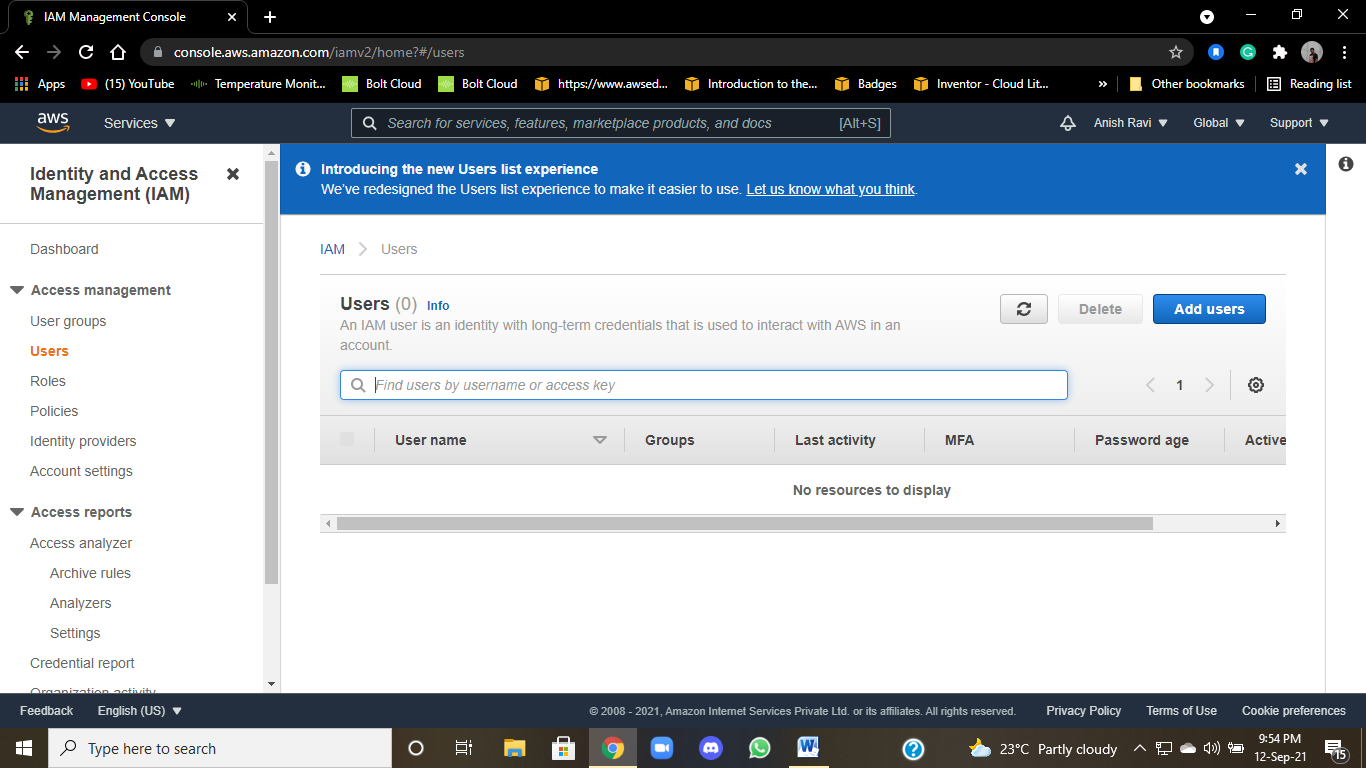 IAM Management Console
console.aws.amazon.com/iamv2/home?#/users
Apps
(15) YouTube
Temperature Monit...
Bolt Cloud
Bolt Cloud
https://www.awsed...
Introduction to the...
Badges
Inventor - Cloud Lit...
»
Other bookmarks
Reading list
aws
Services
Search for services, features, marketplace products, and docs
[Alt+S]
Anish Ravi
Global
Support
Identity and Access
Management (IAM)
Dashboard
Access management
User groups
Users
Roles
Policies
Identity providers
Account settings
Access reports
Access analyzer
Archive rules
Analyzers
Settings
Credential report
Organization activity
Introducing the new Users list experience
We've redesigned the Users list experience to make it easier to use. Let us know what you think.
IAM
Users
Users (0) Info
An IAM user is an identity with long-term credentials that is used to interact with AWS in an
account.
Delete
Add users
Find users by username or access key
1
User name
Groups
Last activity
MFA
Password age
Active
No resources to display
Feedback
English (US)
© 2008 - 2021, Amazon Internet Services Private Ltd. or its affiliates. All rights reserved.
Privacy Policy
Terms of Use
Cookie preferences
Type here to search
23°C Partly cloudy
9:54 PM
12-Sep-21
15